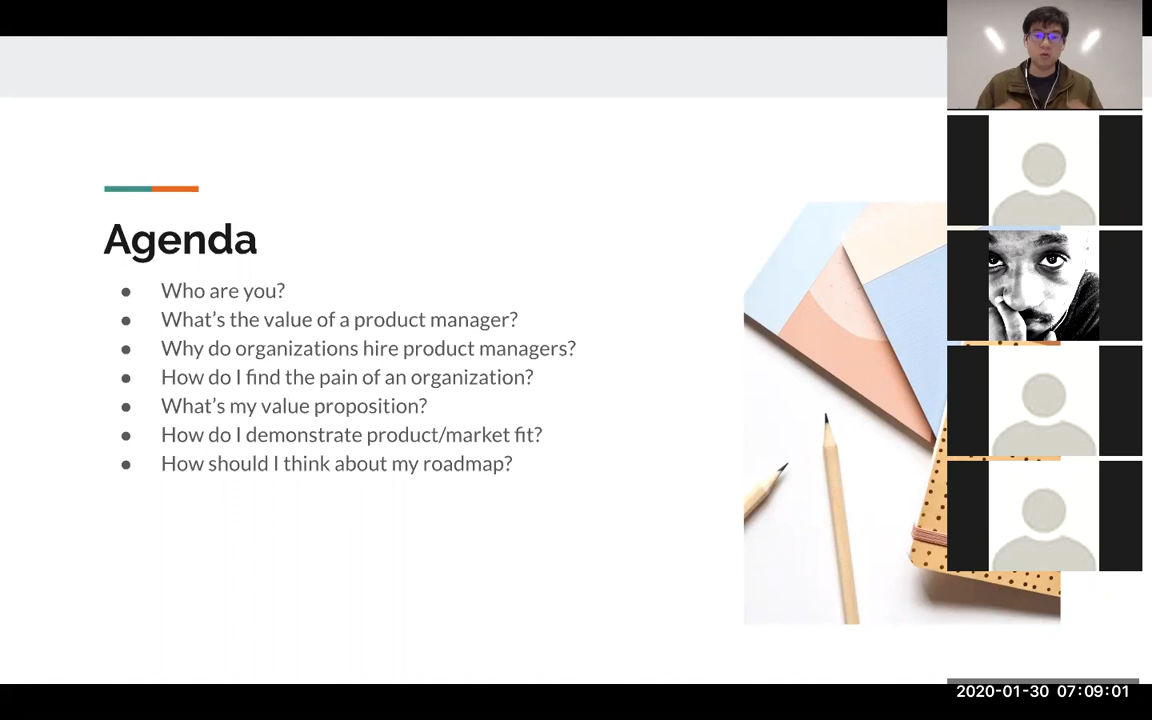 Agenda
● Who are you?
● What's the value of a product manager?
● Why do organizations hire product managers?
● How do I find the pain of an organization?
● What's my value proposition?
● How do I demonstrate product/market fit?
● How should I think about my roadmap?
2020-01-30 07:09:01